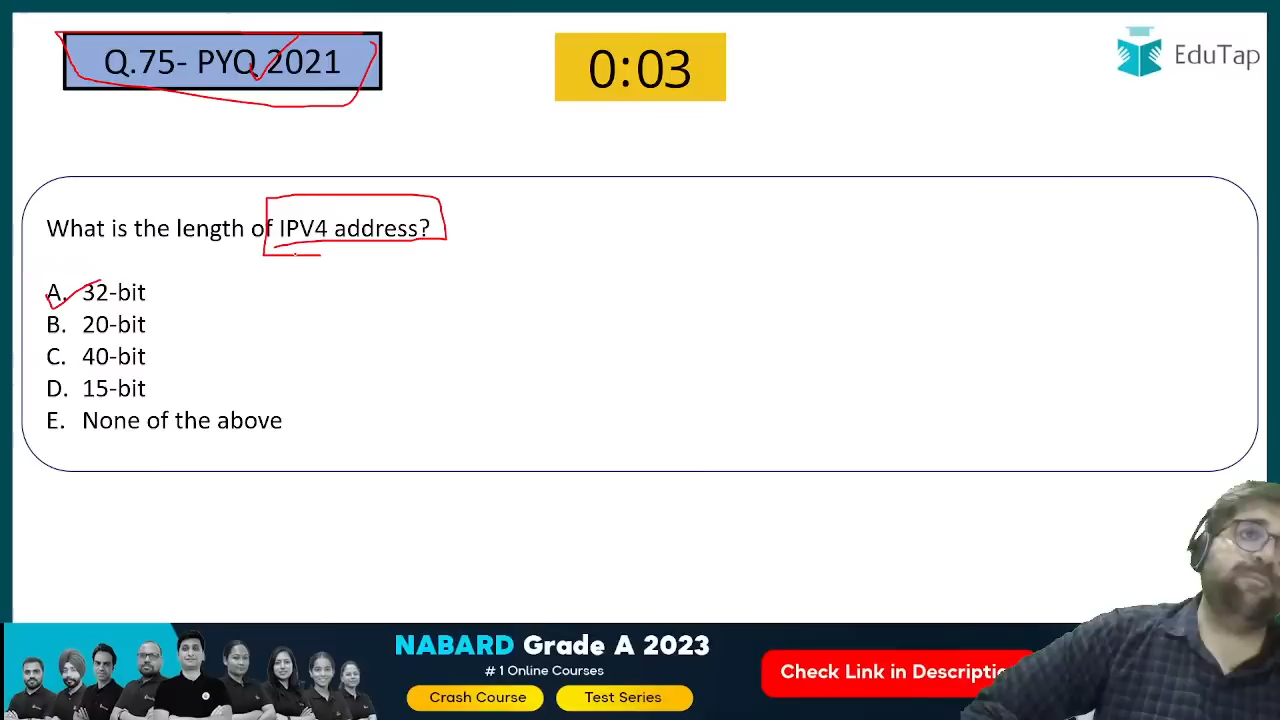 Q.75- PYQ 2021
0:03
EduTap
What is the length of IPV4 address?
A. 32-bit
B. 20-bit
C. 40-bit
D. 15-bit
E. None of the above
NABARD Grade A 2023
# 1 Online Courses
Crash Course
Test Series
Check Link in Descriptio